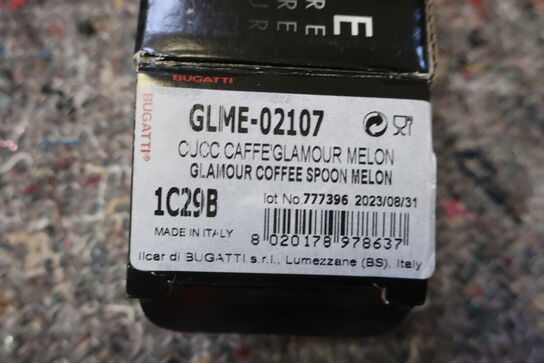 E
BUGATTI
BUGATTI®
GLME-02107
CUCC CAFFE'GLAMOUR MELON
GLAMOUR COFFEE SPOON MELON
1C29B
lot No.777396 2023/08/31
MADE IN ITALY
8 020178 978637
Ilcar di BUGATTI s.r.l., Lumezzane (BS), Italy